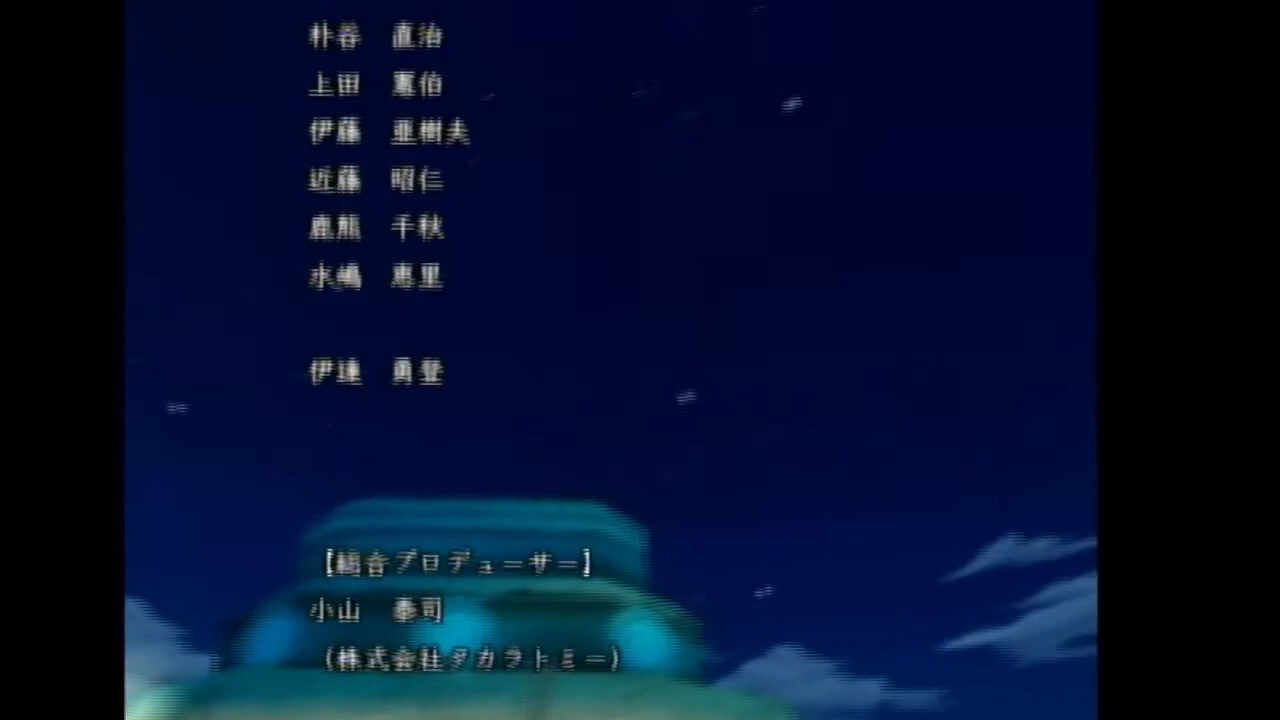 朴谷 直治
上田 憲伯
伊藤 亜樹夫
近藤 昭仁
鹿熊 千秋
水嶋 恵里
伊達 勇登
[総合プロデューサー]
小山 泰司
(株式会社タカラトミー)